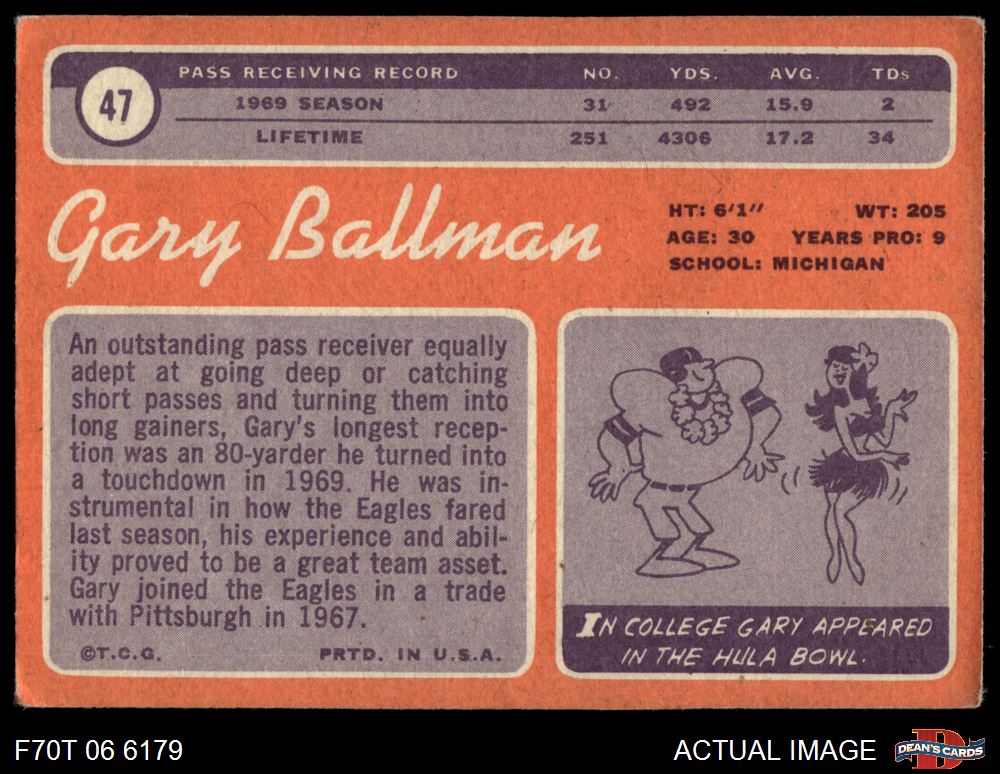 47
PASS RECEIVING RECORD NO. YDS. AVG. TDs
1969 SEASON 31 492 15.9 2
LIFETIME 251 4306 17.2 34
Gary Ballman
HT: 6'1" WT: 205
AGE: 30 YEARS PRO: 9
SCHOOL: MICHIGAN
An outstanding pass receiver equally
adept at going deep or catching
short passes and turning them into
long gainers, Gary's longest recep-
tion was an 80-yarder he turned into
a touchdown in 1969. He was in-
strumental in how the Eagles fared
last season, his experience and abil-
ity proved to be a great team asset.
Gary joined the Eagles in a trade
with Pittsburgh in 1967.
©T.C.G. PRTD. IN U.S.A.
IN COLLEGE GARY APPEARED
IN THE HULA BOWL.
F70T 06 6179 ACTUAL IMAGE DEAN'S CARDS